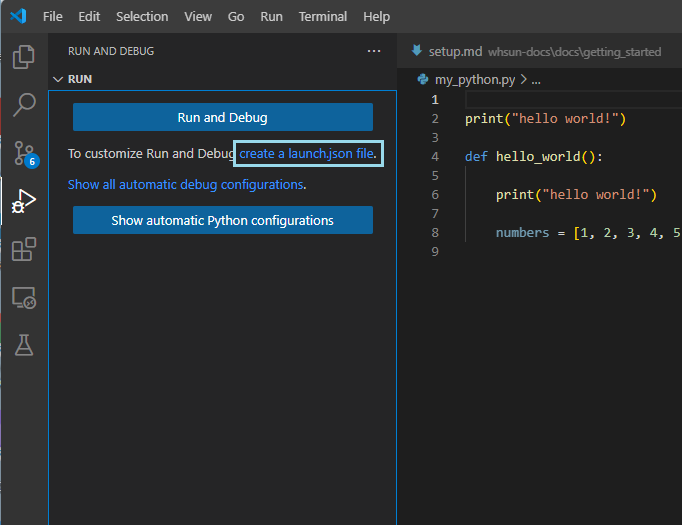 File Edit Selection View Go Run Terminal Help
RUN AND DEBUG ...
RUN
Run and Debug
To customize Run and Debug create a launch.json file.
Show all automatic debug configurations.
Show automatic Python configurations
6
setup.md whsun-docs\docs\getting_started
my_python.py > ...
1
2 print("hello world!")
3
4 def hello_world():
5
6 print("hello world!")
7
8 numbers = [1, 2, 3, 4, 5
9